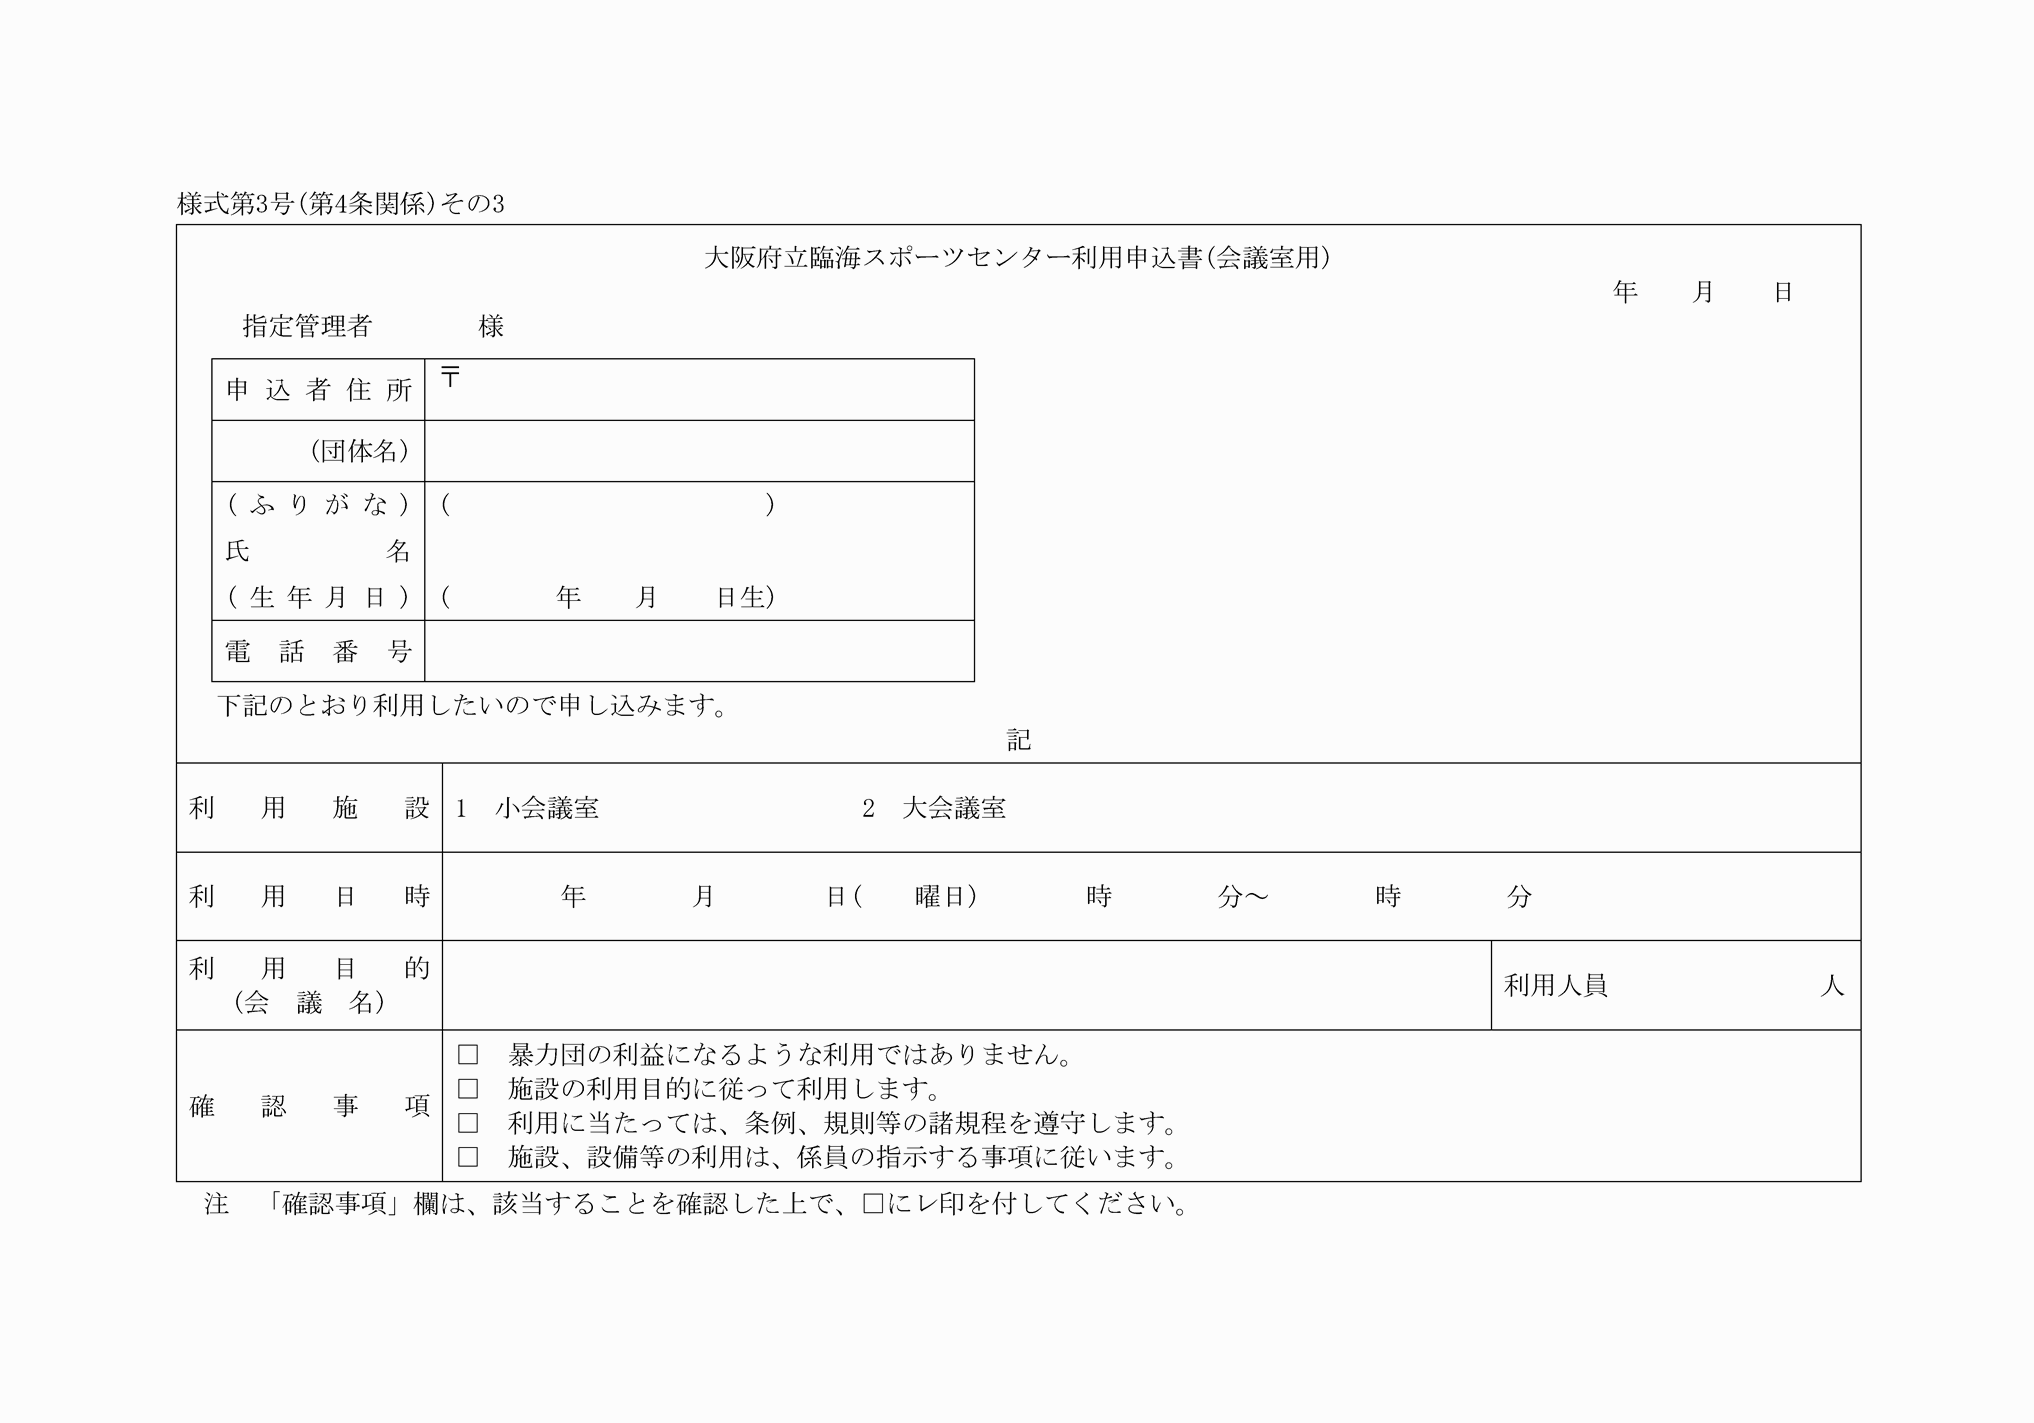 様式第3号(第4条関係)その3
大阪府立臨海スポーツセンター利用申込書(会議室用)
年　月　日
指定管理者　　　　様
申込者住所　〒
(団体名)
(ふりがな)　(　　　　　　　　　　　　)
氏　　　　名
(生年月日)　(　　　　年　　月　　日生)
電話番号
下記のとおり利用したいので申し込みます。
記
利用施設　1　小会議室　　　　　　　　　　2　大会議室
利用日時　　　　年　　　　月　　　　日(　　曜日)　　　　時　　　　分～　　　　時　　　　分
利用目的
(会　議　名)
利用人員　　　　　　　　人
確認事項
□　暴力団の利益になるような利用ではありません。
□　施設の利用目的に従って利用します。
□　利用に当たっては、条例、規則等の諸規程を遵守します。
□　施設、設備等の利用は、係員の指示する事項に従います。
注　「確認事項」欄は、該当することを確認した上で、□にレ印を付してください。